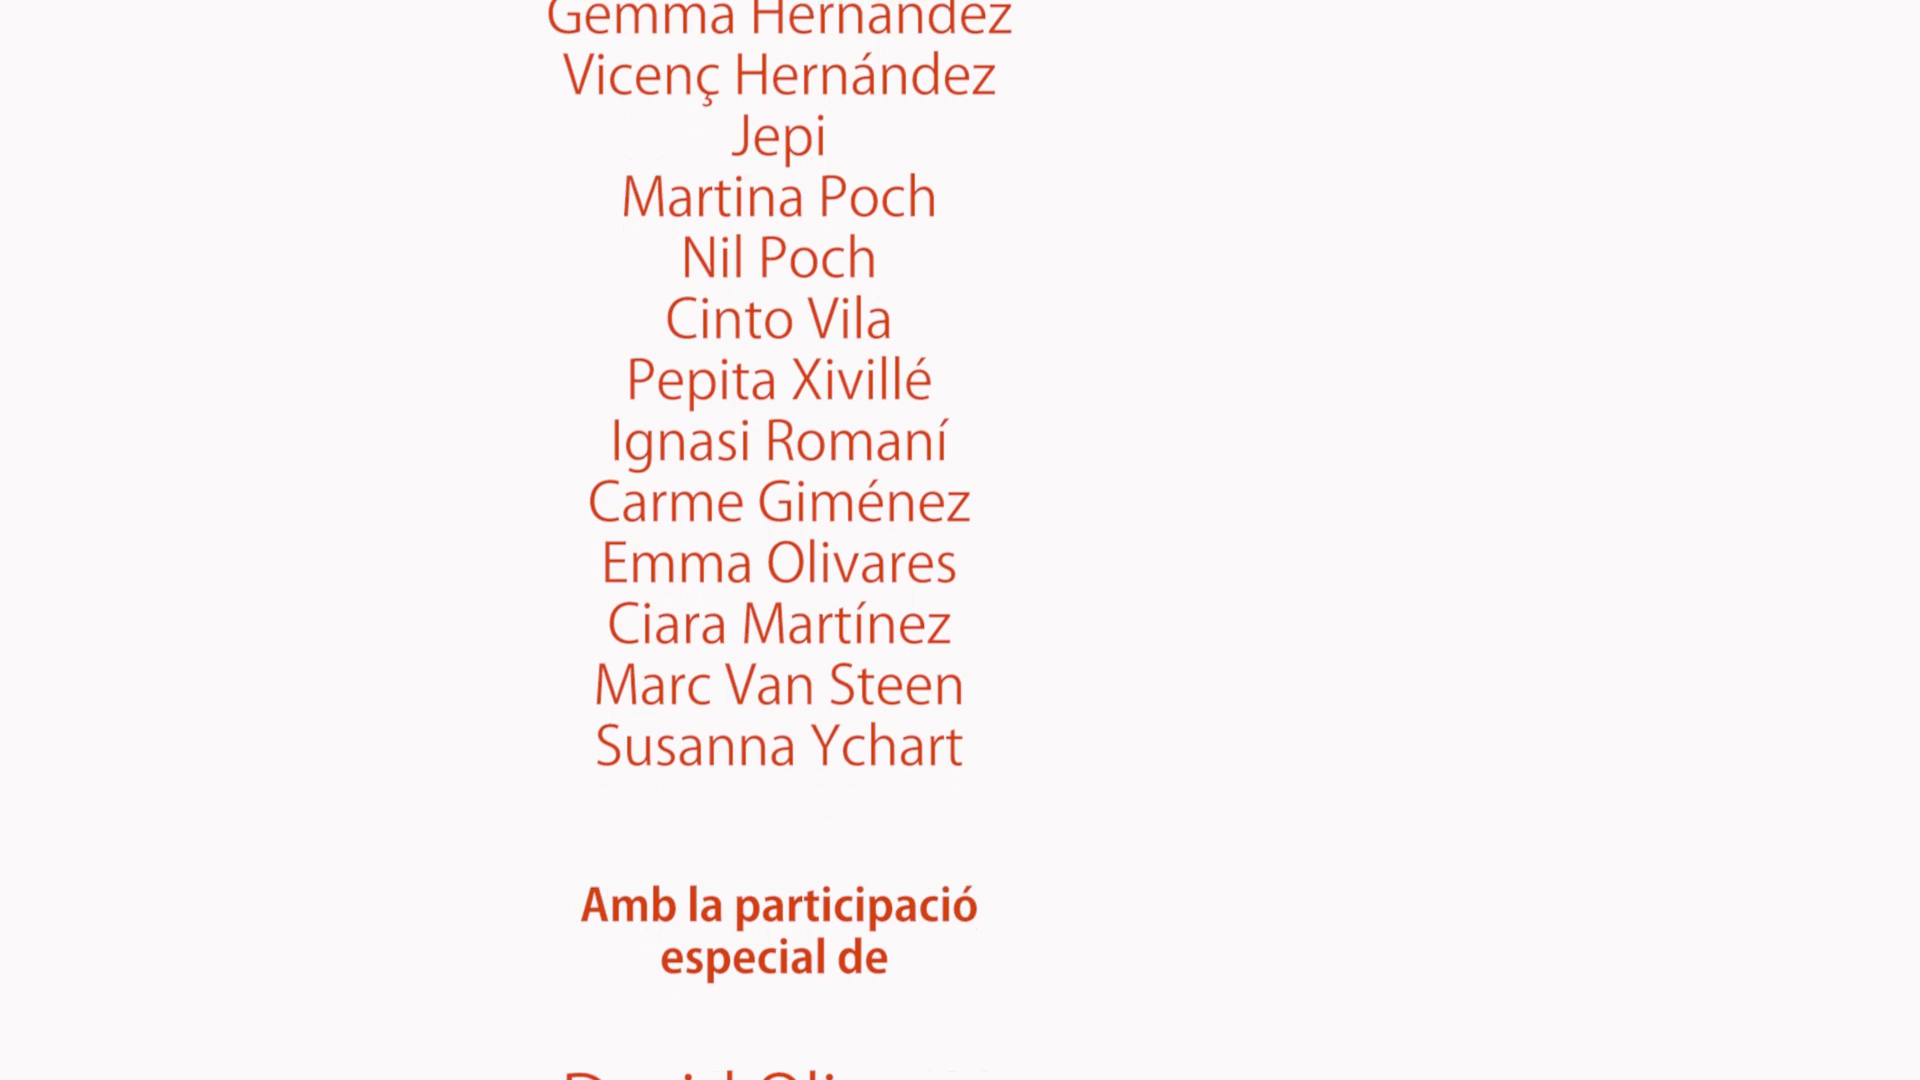 Gemma Hernández
Vicenç Hernández
Jepi
Martina Poch
Nil Poch
Cinto Vila
Pepita Xivillé
Ignasi Romaní
Carme Giménez
Emma Olivares
Ciara Martínez
Marc Van Steen
Susanna Ychart
Amb la participació
especial de